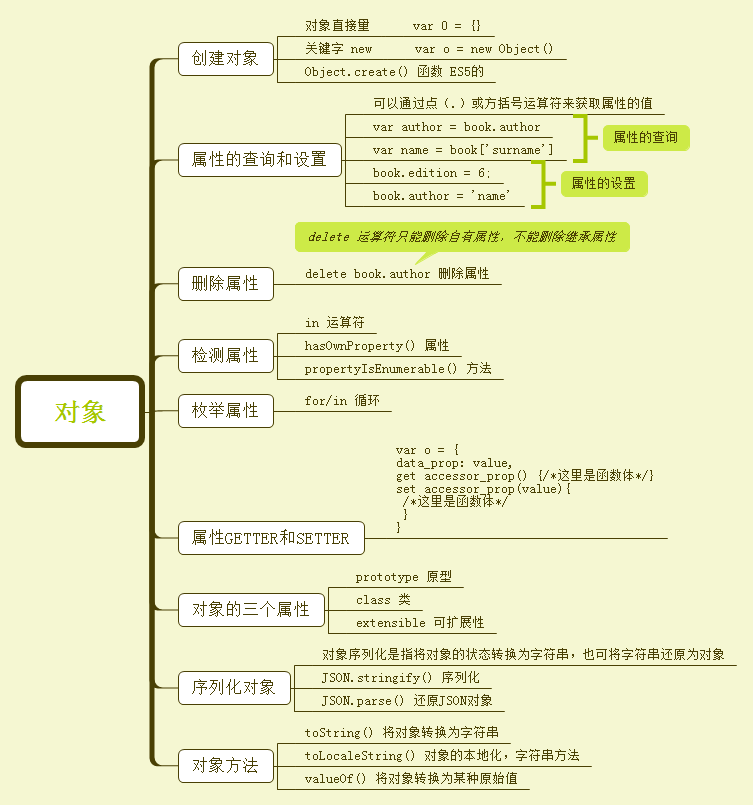 对象
创建对象
对象直接量 var O = {}
关键字 new var o = new Object()
Object.create() 函数 ES5的
属性的查询和设置
可以通过点（.）或方括号运算符来获取属性的值
var author = book.author
var name = book['surname']
属性的查询
book.edition = 6;
book.author = 'name'
属性的设置
delete 运算符只能删除自有属性，不能删除继承属性
删除属性
delete book.author 删除属性
检测属性
in 运算符
hasOwnProperty() 属性
propertyIsEnumerable() 方法
枚举属性
for/in 循环
属性GETTER和SETTER
var o = {
data_prop: value,
get accessor_prop() {/*这里是函数体*/}
set accessor_prop(value){
/*这里是函数体*/
}
}
对象的三个属性
prototype 原型
class 类
extensible 可扩展性
序列化对象
对象序列化是指将对象的状态转换为字符串，也可将字符串还原为对象
JSON.stringify() 序列化
JSON.parse() 还原JSON对象
对象方法
toString() 将对象转换为字符串
toLocaleString() 对象的本地化，字符串方法
valueOf() 将对象转换为某种原始值